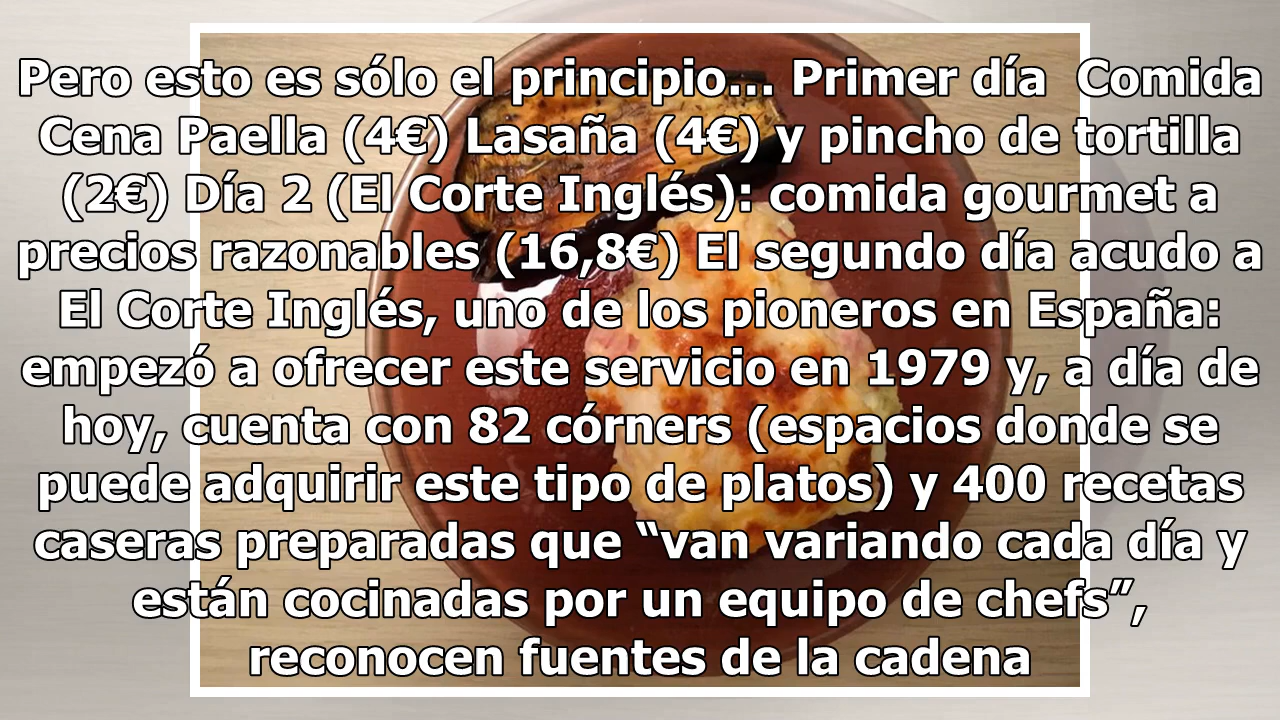 Pero esto es sólo el principio... Primer día  Comida
Cena Paella (4€) Lasaña (4€) y pincho de tortilla
(2€) Día 2 (El Corte Inglés): comida gourmet a
precios razonables (16,8€) El segundo día acudo a
El Corte Inglés, uno de los pioneros en España:
empezó a ofrecer este servicio en 1979 y, a día de
hoy, cuenta con 82 córners (espacios donde se
puede adquirir este tipo de platos) y 400 recetas
caseras preparadas que “van variando cada día y
están cocinadas por un equipo de chefs”,
reconocen fuentes de la cadena